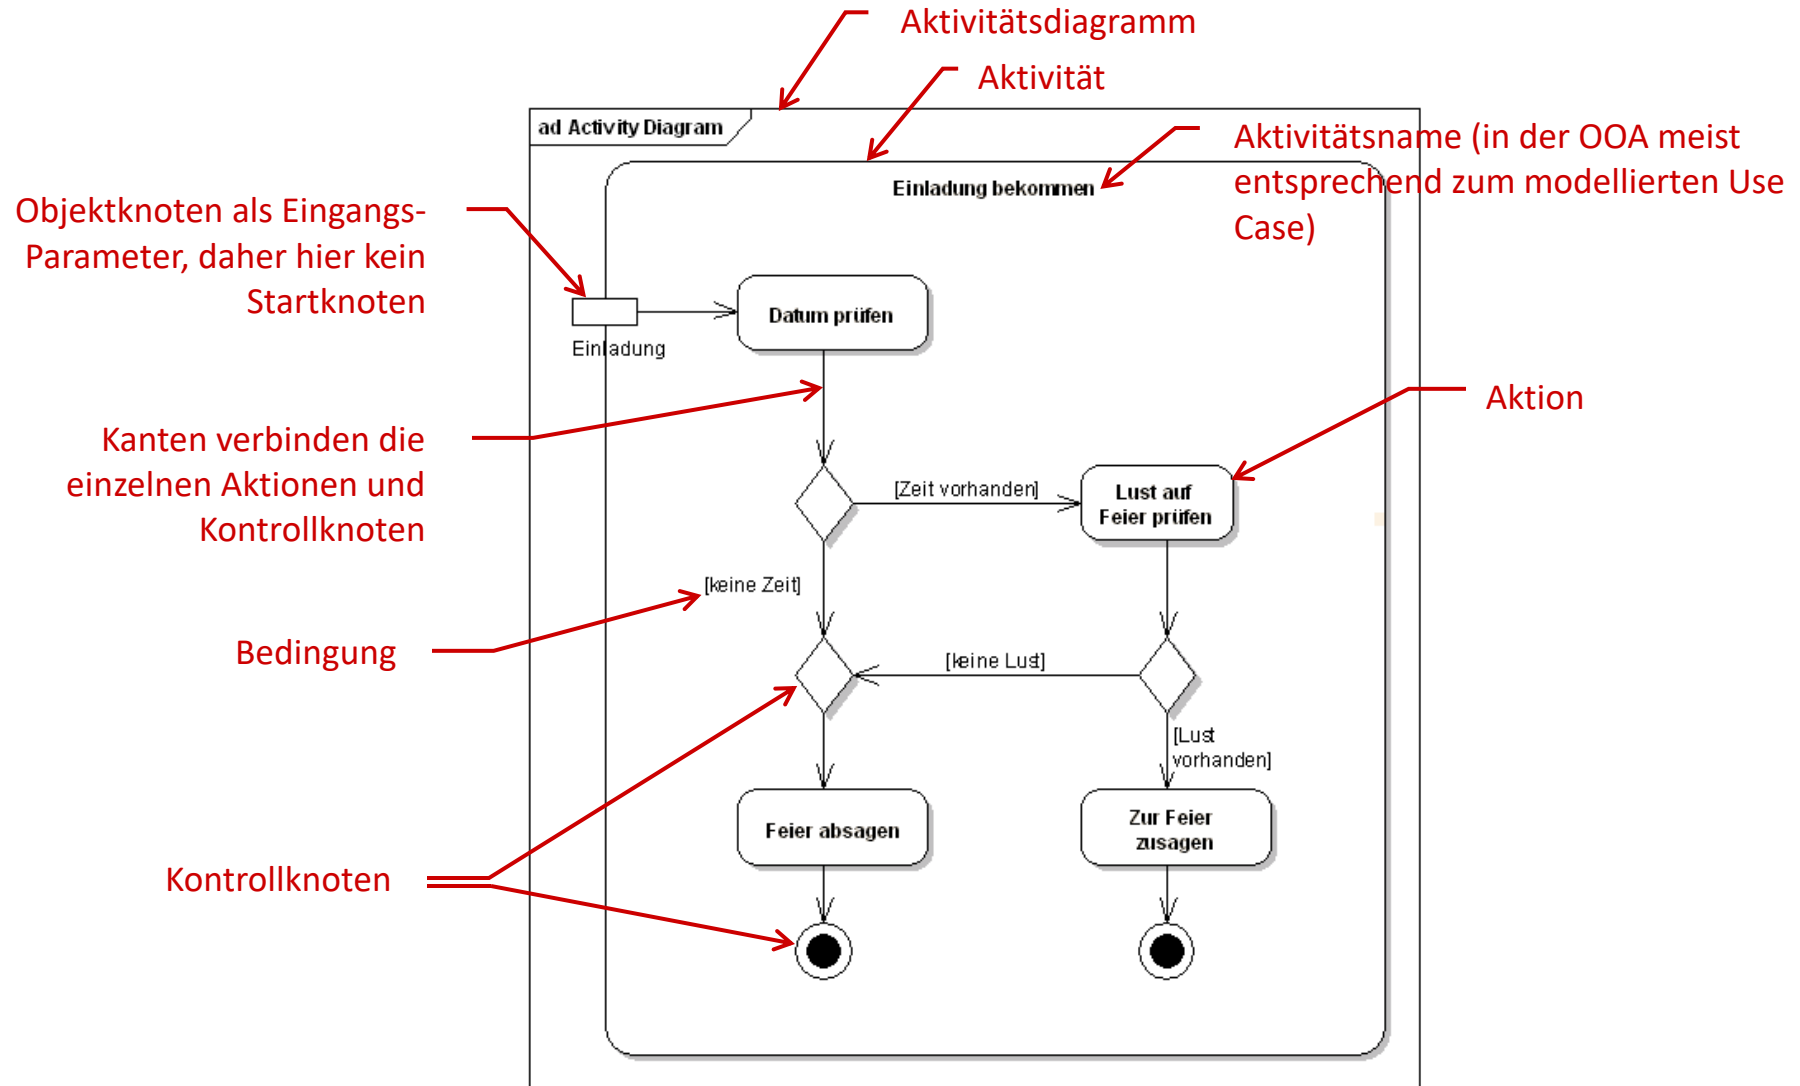 Aktivitätsdiagramm
Aktivität
ad Activity Diagram
Aktivitätsname (in der OOA meist
entsprechend zum modellierten Use
Case)
Einladung bekommen
Objektknoten als Eingangs-
Parameter, daher hier kein
Startknoten
Datum prüfen
Einladung
Aktion
Kanten verbinden die
einzelnen Aktionen und
Kontrollknoten
[Zeit vorhanden]
Lust auf
Feier prüfen
[keine Zeit]
Bedingung
[keine Lust]
[Lust
vorhanden]
Feier absagen
Zur Feier
zusagen
Kontrollknoten